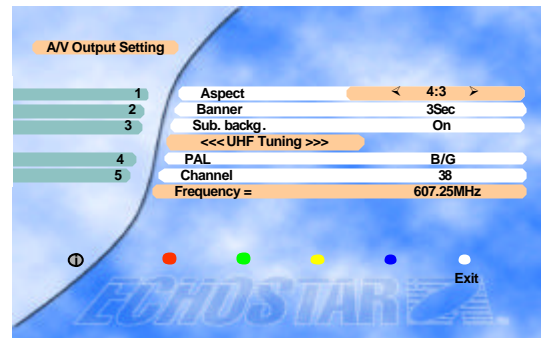 A/V Output Setting
1 Aspect 4:3
2 Banner 3Sec
3 Sub. backg. On
<<< UHF Tuning >>>
4 PAL B/G
5 Channel 38
Frequency = 607.25MHz
Exit
ECHOSTAR